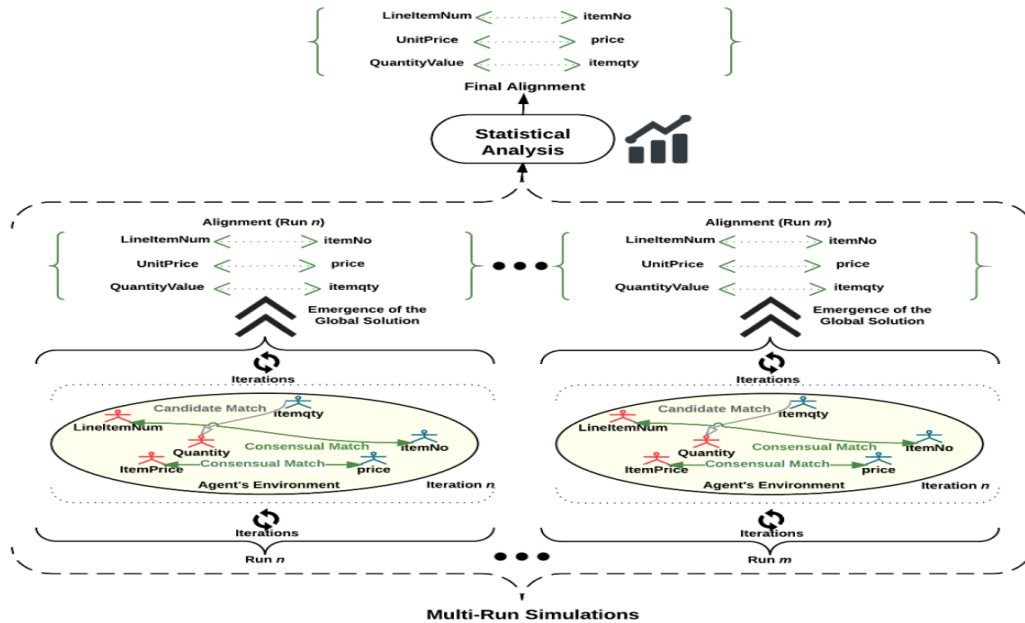 LineItemNum itemNo
UnitPrice price
QuantityValue itemqty
Final Alignment
Statistical
Analysis
Alignment (Run n)
LineItemNum itemNo
UnitPrice price
QuantityValue itemqty
Emergence of the
Global Solution
Iterations
Candidate Match
itemqty
LineItemNum
Quantity
Consensual Match
itemNo
ItemPrice
Consensual Match
price
Agent's Environment
Iteration n
Iterations
Run n
Alignment (Run m)
LineItemNum itemNo
UnitPrice price
QuantityValue itemqty
Emergence of the
Global Solution
Iterations
Candidate Match
itemqty
LineItemNum
Quantity
Consensual Match
itemNo
ItemPrice
Consensual Match
price
Agent's Environment
Iteration n
Iterations
Run m
Multi-Run Simulations